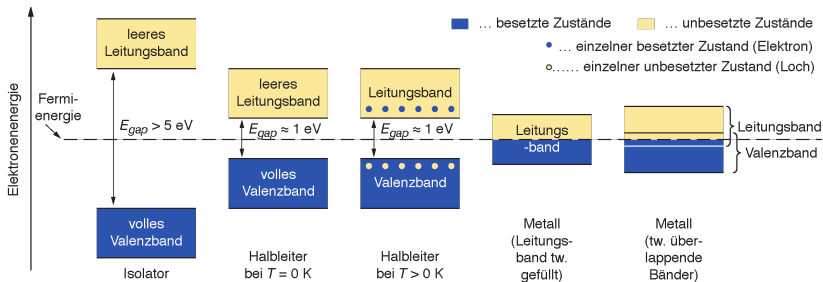 Elektronenenergie
Fermi-
energie
leeres
Leitungsband
E_gap > 5 eV
volles
Valenzband
Isolator
leeres
Leitungsband
E_gap ≈ 1 eV
volles
Valenzband
Halbleiter
bei T = 0 K
Leitungsband
E_gap ≈ 1 eV
Valenzband
Halbleiter
bei T > 0 K
Leitungs
-band
Metall
(Leitungs-
band tw.
gefüllt)
Leitungsband
Valenzband
Metall
(tw. über-
lappende
Bänder)
... besetzte Zustände
... unbesetzte Zustände
... einzelner besetzter Zustand (Elektron)
...... einzelner unbesetzter Zustand (Loch)